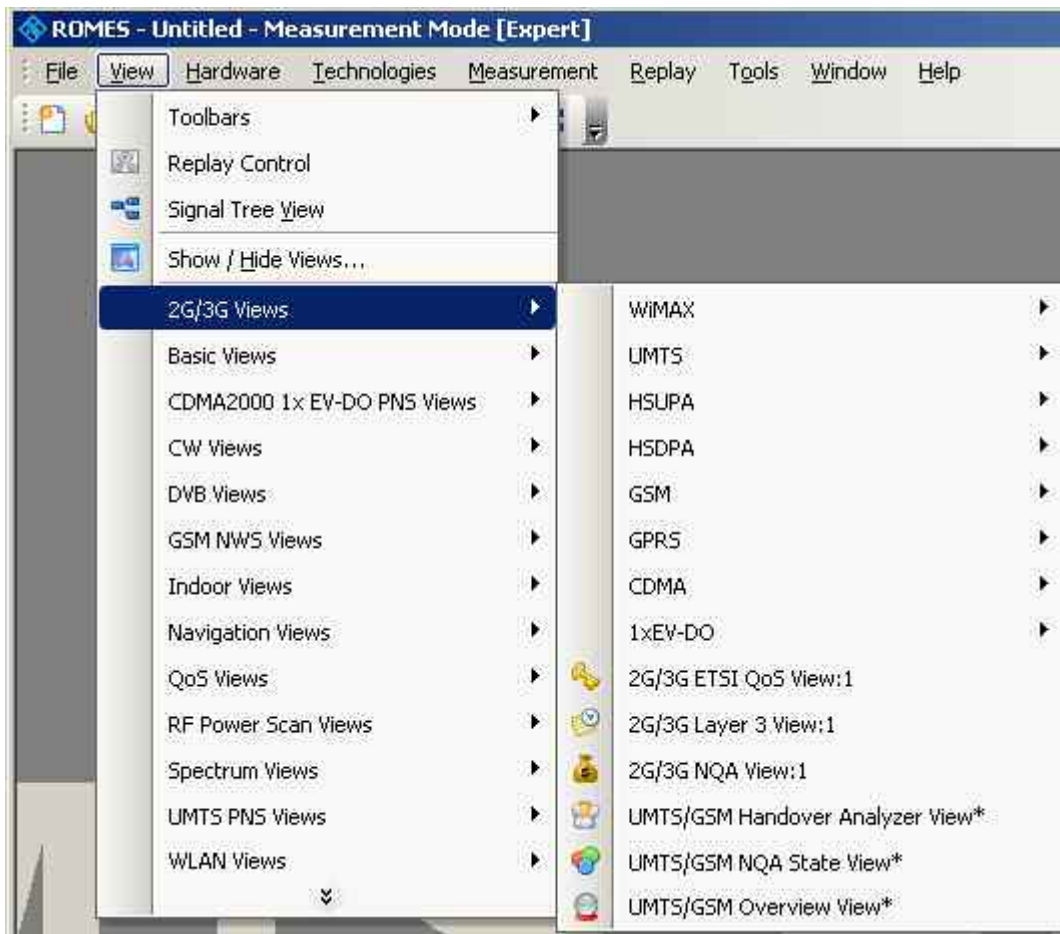 ROMES - Untitled - Measurement Mode [Expert]
File View Hardware Technologies Measurement Replay Tools Window Help
Toolbars
Replay Control
Signal Tree View
Show / Hide Views...
2G/3G Views
Basic Views
CDMA2000 1x EV-DO PNS Views
CW Views
DVB Views
GSM NWS Views
Indoor Views
Navigation Views
QoS Views
RF Power Scan Views
Spectrum Views
UMTS PNS Views
WLAN Views
WiMAX
UMTS
HSUPA
HSDPA
GSM
GPRS
CDMA
1xEV-DO
2G/3G ETSI QoS View:1
2G/3G Layer 3 View:1
2G/3G NQA View:1
UMTS/GSM Handover Analyzer View*
UMTS/GSM NQA State View*
UMTS/GSM Overview View*